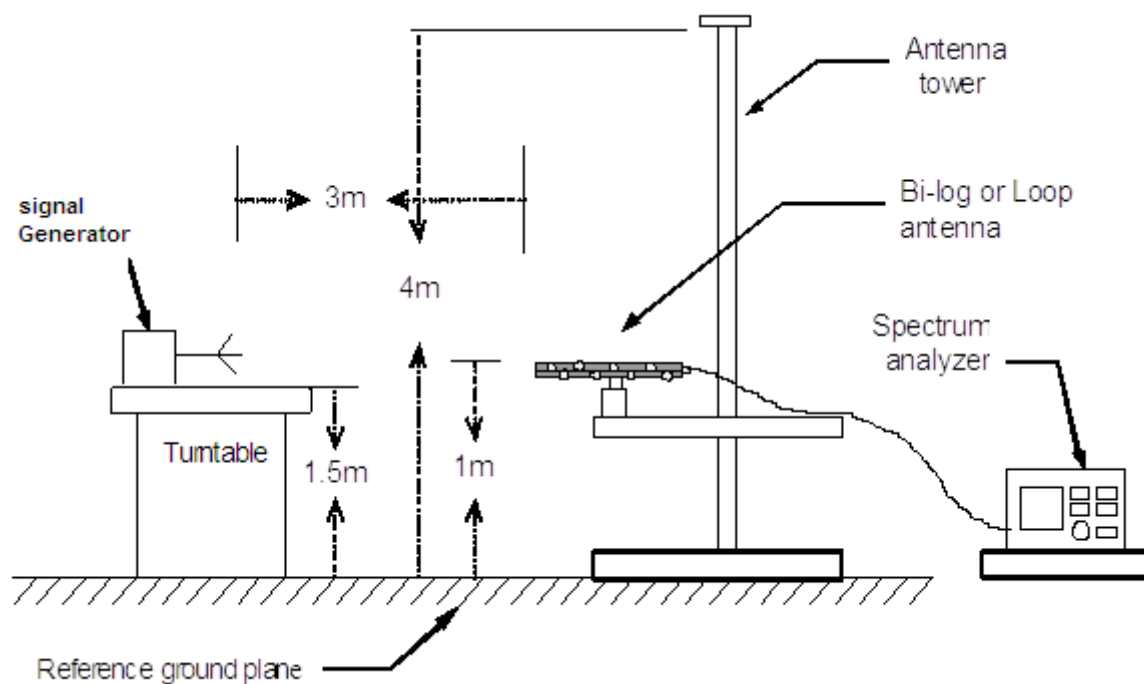 Antenna
tower
3m
signal
Generator
Bi-log or Loop
antenna
4m
Spectrum
analyzer
Turntable
1.5m
1m
Reference ground plane